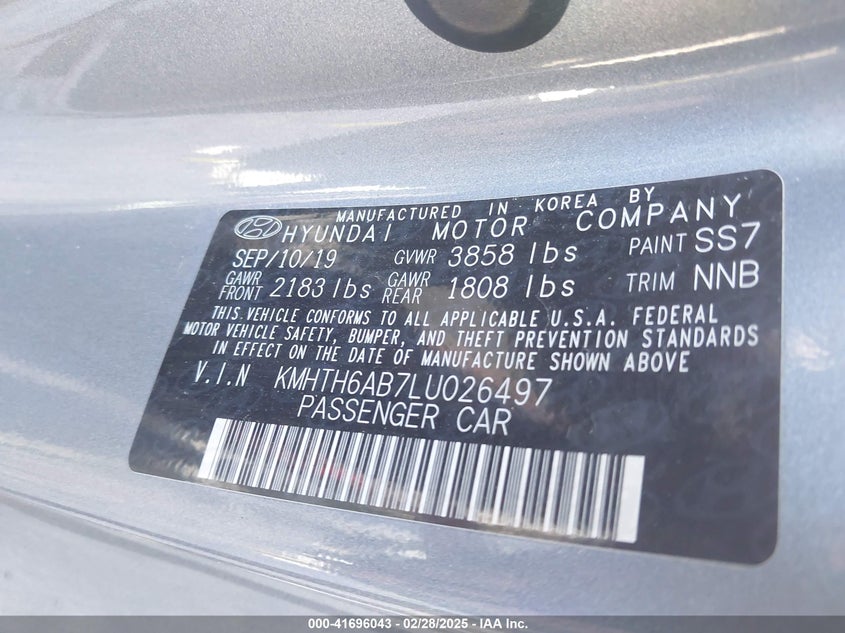 MANUFACTURED IN KOREA BY
HYUNDAI MOTOR COMPANY
SEP/10/19 GVWR 3858 lbs PAINT SS7
GAWR FRONT 2183 lbs GAWR REAR 1808 lbs TRIM NNB
THIS VEHICLE CONFORMS TO ALL APPLICABLE U.S.A. FEDERAL
MOTOR VEHICLE SAFETY, BUMPER, AND THEFT PREVENTION STANDARDS
IN EFFECT ON THE DATE OF MANUFACTURE SHOWN ABOVE
V.I.N KMHTH6AB7LU026497
PASSENGER CAR
000-41696043 / 02/28/2025 / IAA Inc.